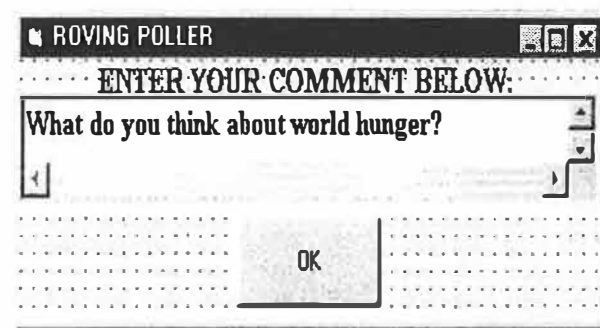 ROVING POLLER
ENTER YOUR COMMENT BELOW:
What do you think about world hunger?
OK